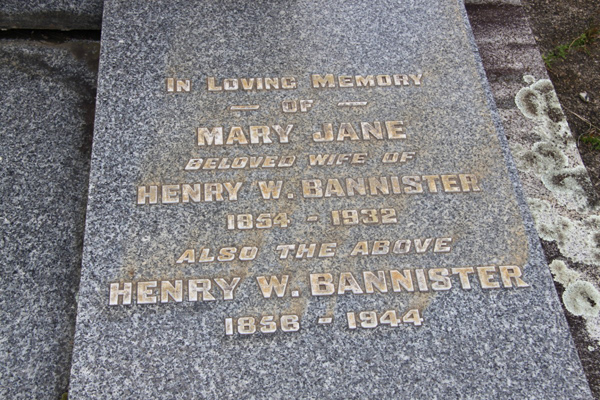 In Loving Memory
— OF —
MARY JANE
BELOVED WIFE OF
HENRY W. BANNISTER
1854 - 1932
ALSO THE ABOVE
HENRY W. BANNISTER
1856 - 1944